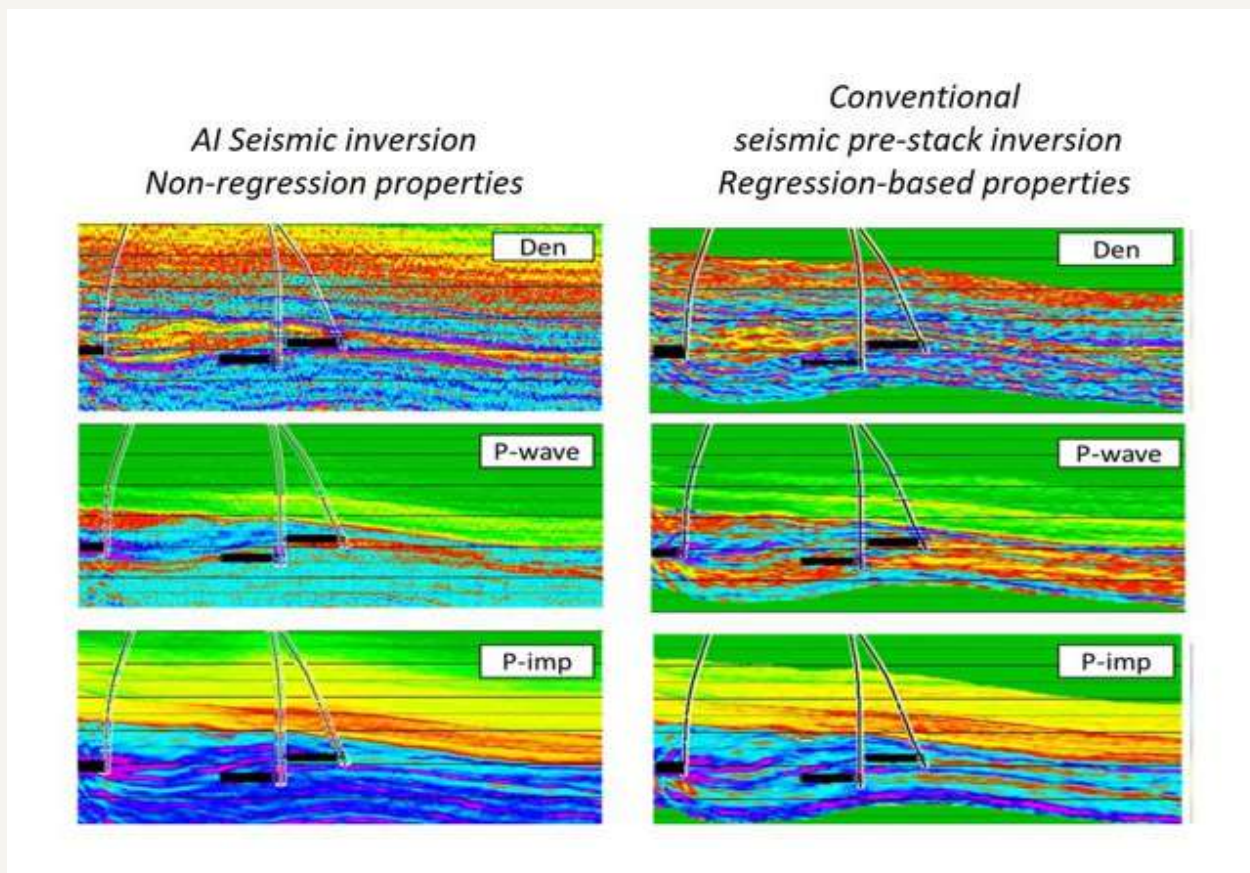 AI Seismic inversion
Non-regression properties
Conventional
seismic pre-stack inversion
Regression-based properties
Den
Den
P-wave
P-wave
P-imp
P-imp